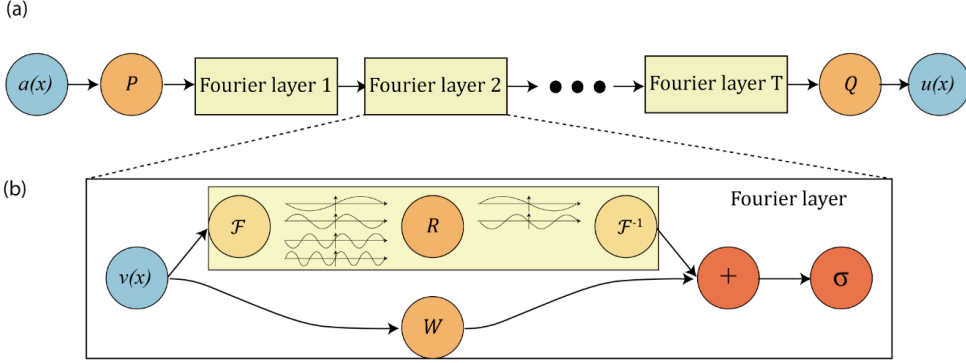 (a)
a(x) P Fourier layer 1 Fourier layer 2 Fourier layer T Q u(x)
(b)
Fourier layer
ℱ R ℱ⁻¹
v(x) + σ
W